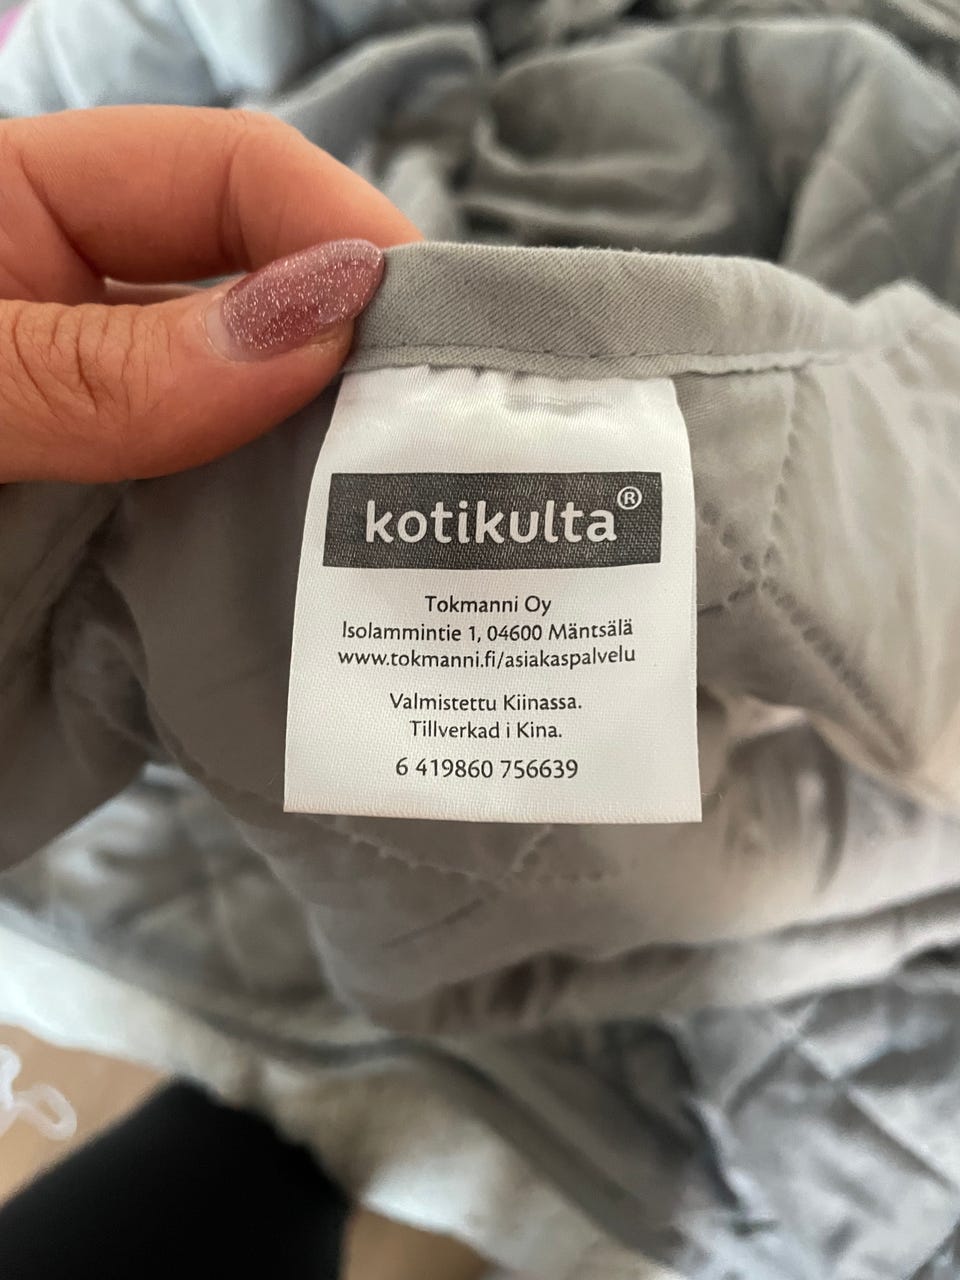 kotikulta®
Tokmanni Oy
Isolammintie 1, 04600 Mäntsälä
www.tokmanni.fi/asiakaspalvelu
Valmistettu Kiinassa.
Tillverkad i Kina.
6 419860 756639